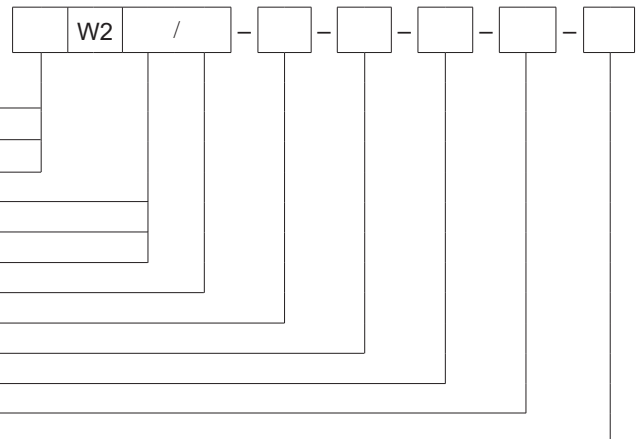 W2 / – – – – –